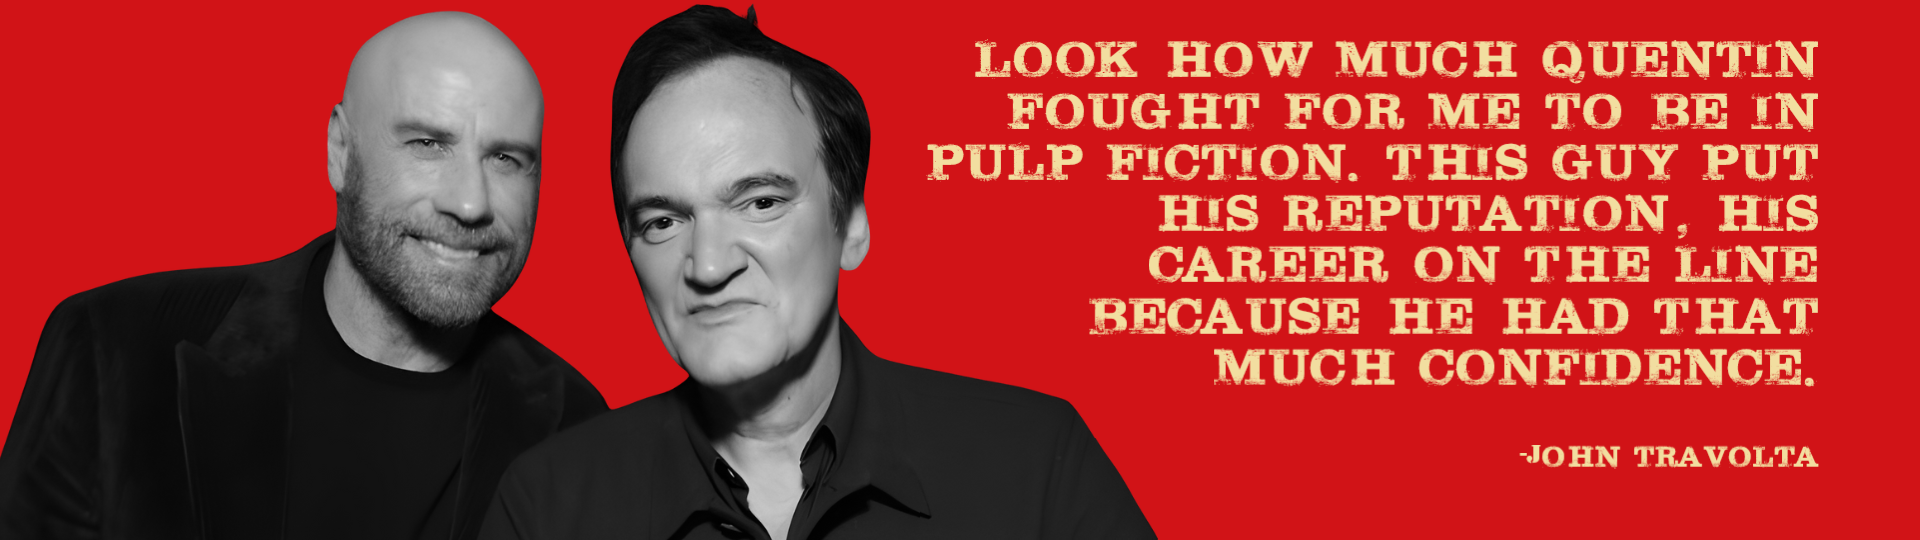 LOOK HOW MUCH QUENTIN
FOUGHT FOR ME TO BE IN
PULP FICTION. THIS GUY PUT
HIS REPUTATION, HIS
CAREER ON THE LINE
BECAUSE HE HAD THAT
MUCH CONFIDENCE.
-JOHN TRAVOLTA